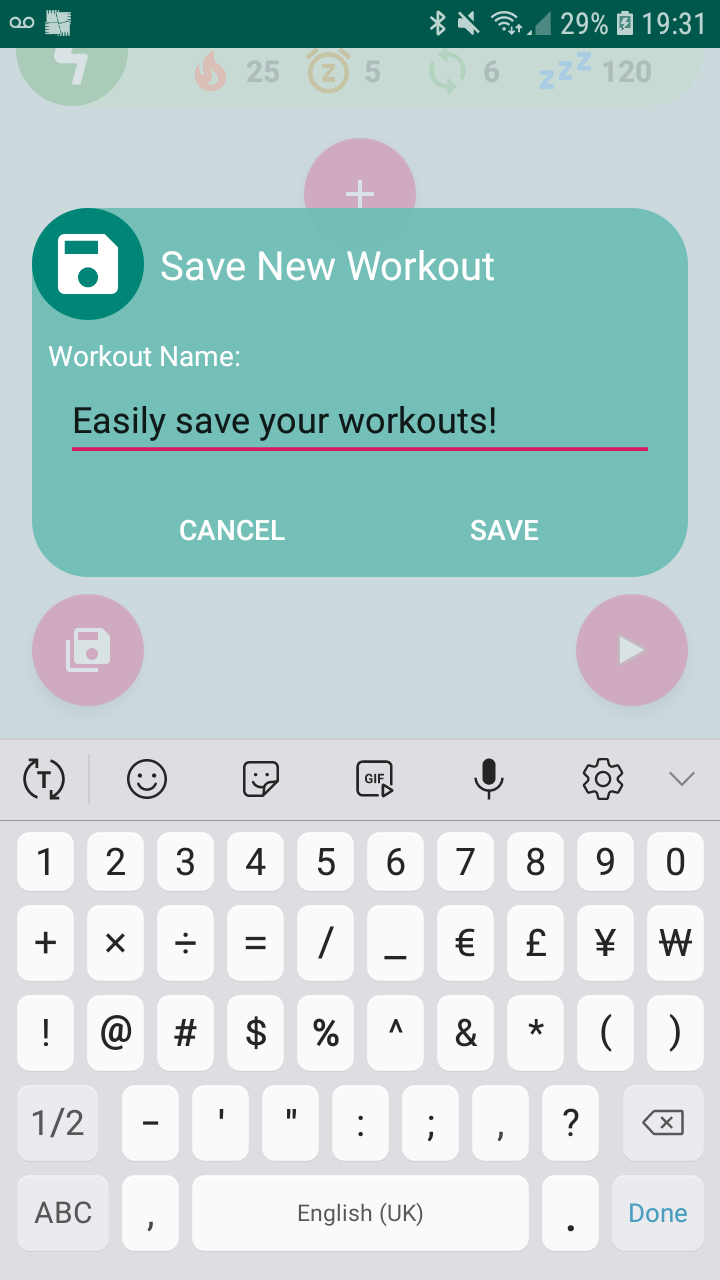 29% 19:31
25 z 5 6 zzz 120
Save New Workout
Workout Name:
Easily save your workouts!
CANCEL SAVE
T GIF
1 2 3 4 5 6 7 8 9 0
+ × ÷ = / _ € £ ¥ ₩
! @ # $ % ^ & * ( )
1/2 - ' " : ; , ?
ABC , English (UK) . Done